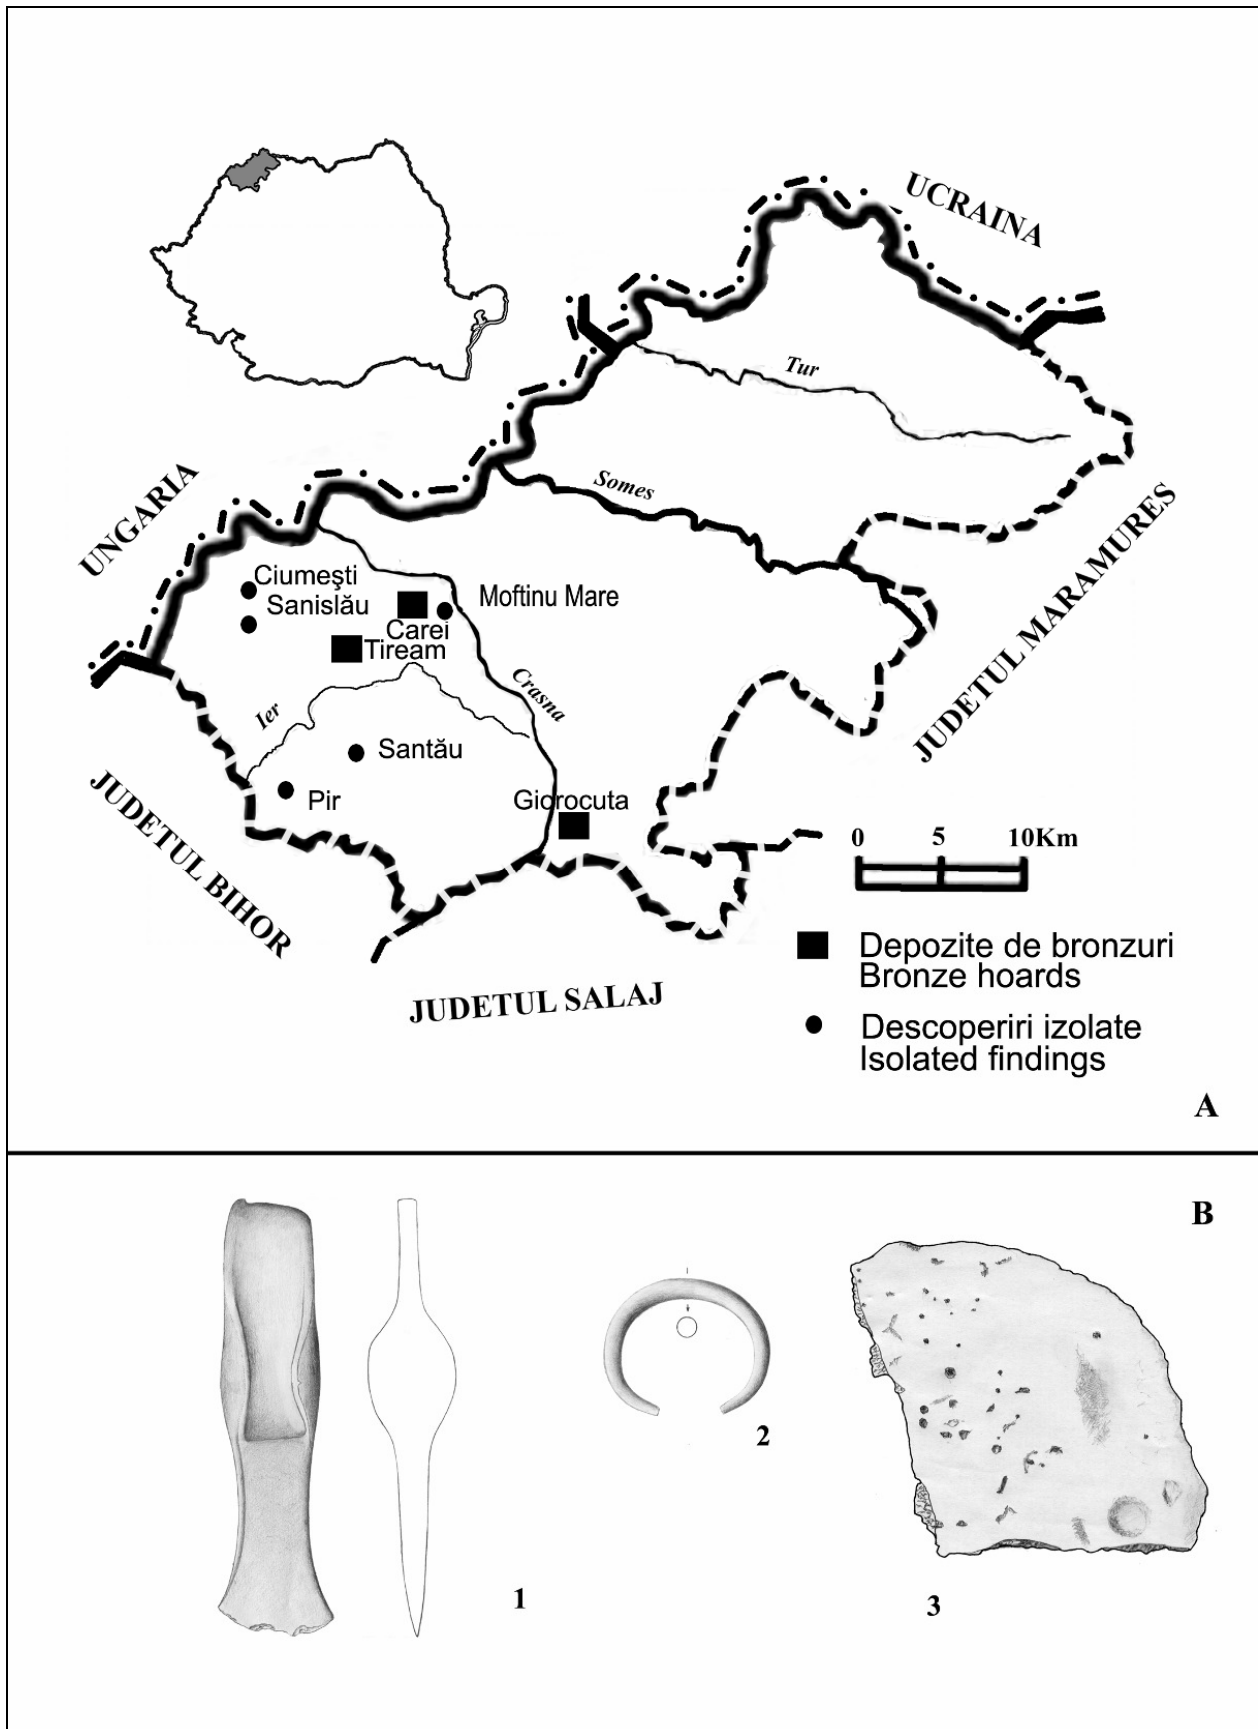 UCRAINA
Tur
Somes
UNGARIA
Ciumeşti
Sanislău
Moftinu Mare
Carei
Tiream
Crasna
Ier
Santău
Pir
Giorocuta
JUDETUL MARAMURES
JUDETUL BIHOR
JUDETUL SALAJ
0 5 10Km
Depozite de bronzuri
Bronze hoards
Descoperiri izolate
Isolated findings
A
B
1
2
3